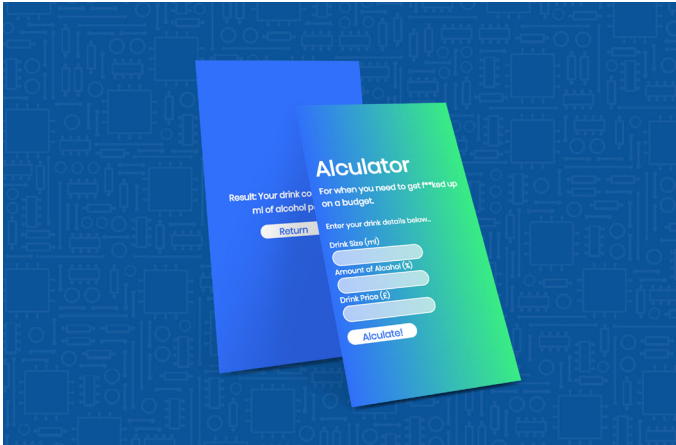 Alculator
For when you need to get f**ked up
on a budget.
Enter your drink details below...
Drink Size (ml)
Amount of Alcohol (%)
Drink Price (£)
Alculate!
Result: Your drink
ml of alcohol
Return